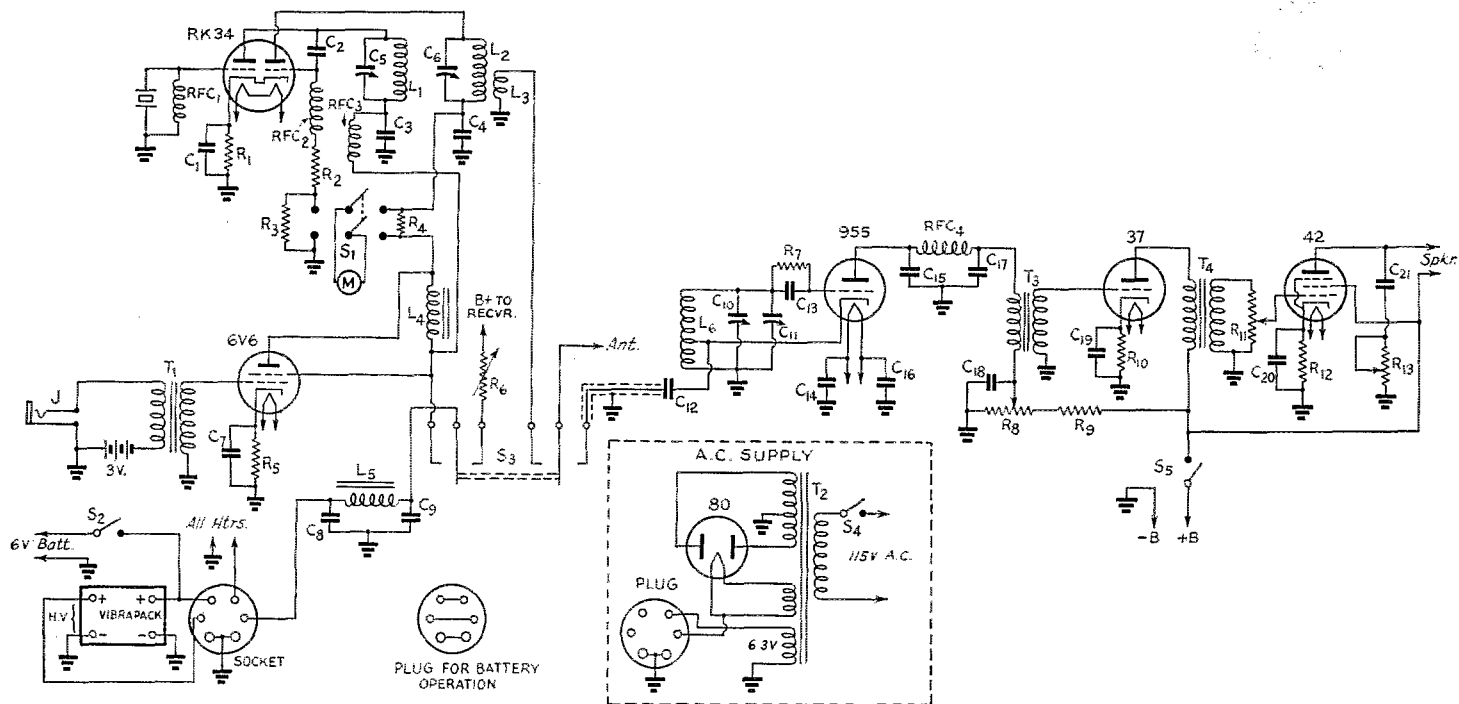 RK34
C2
C5
L1
C6
L2
L3
RFC1
RFC2
RFC3
C3
C4
C1
R1
R2
R3
S1
R4
M
L4
6V6
B+ TO
RECVR.
R6
Ant.
J
T1
3V.
C7
R5
S3
L5
C8
C9
S2
6V Batt.
All Htrs.
H.V
+
+
VIBRAPACK
-
-
SOCKET
PLUG FOR BATTERY
OPERATION
A.C. SUPPLY
80
T2
S4
115V A.C.
PLUG
6 3V
L6
C10
C11
C12
C13
R7
955
C14
C16
RFC4
C15
C17
T3
C18
R8
R9
37
C19
R10
T4
R11
42
C20
R12
C21
R13
Spkr.
S5
-B
+B